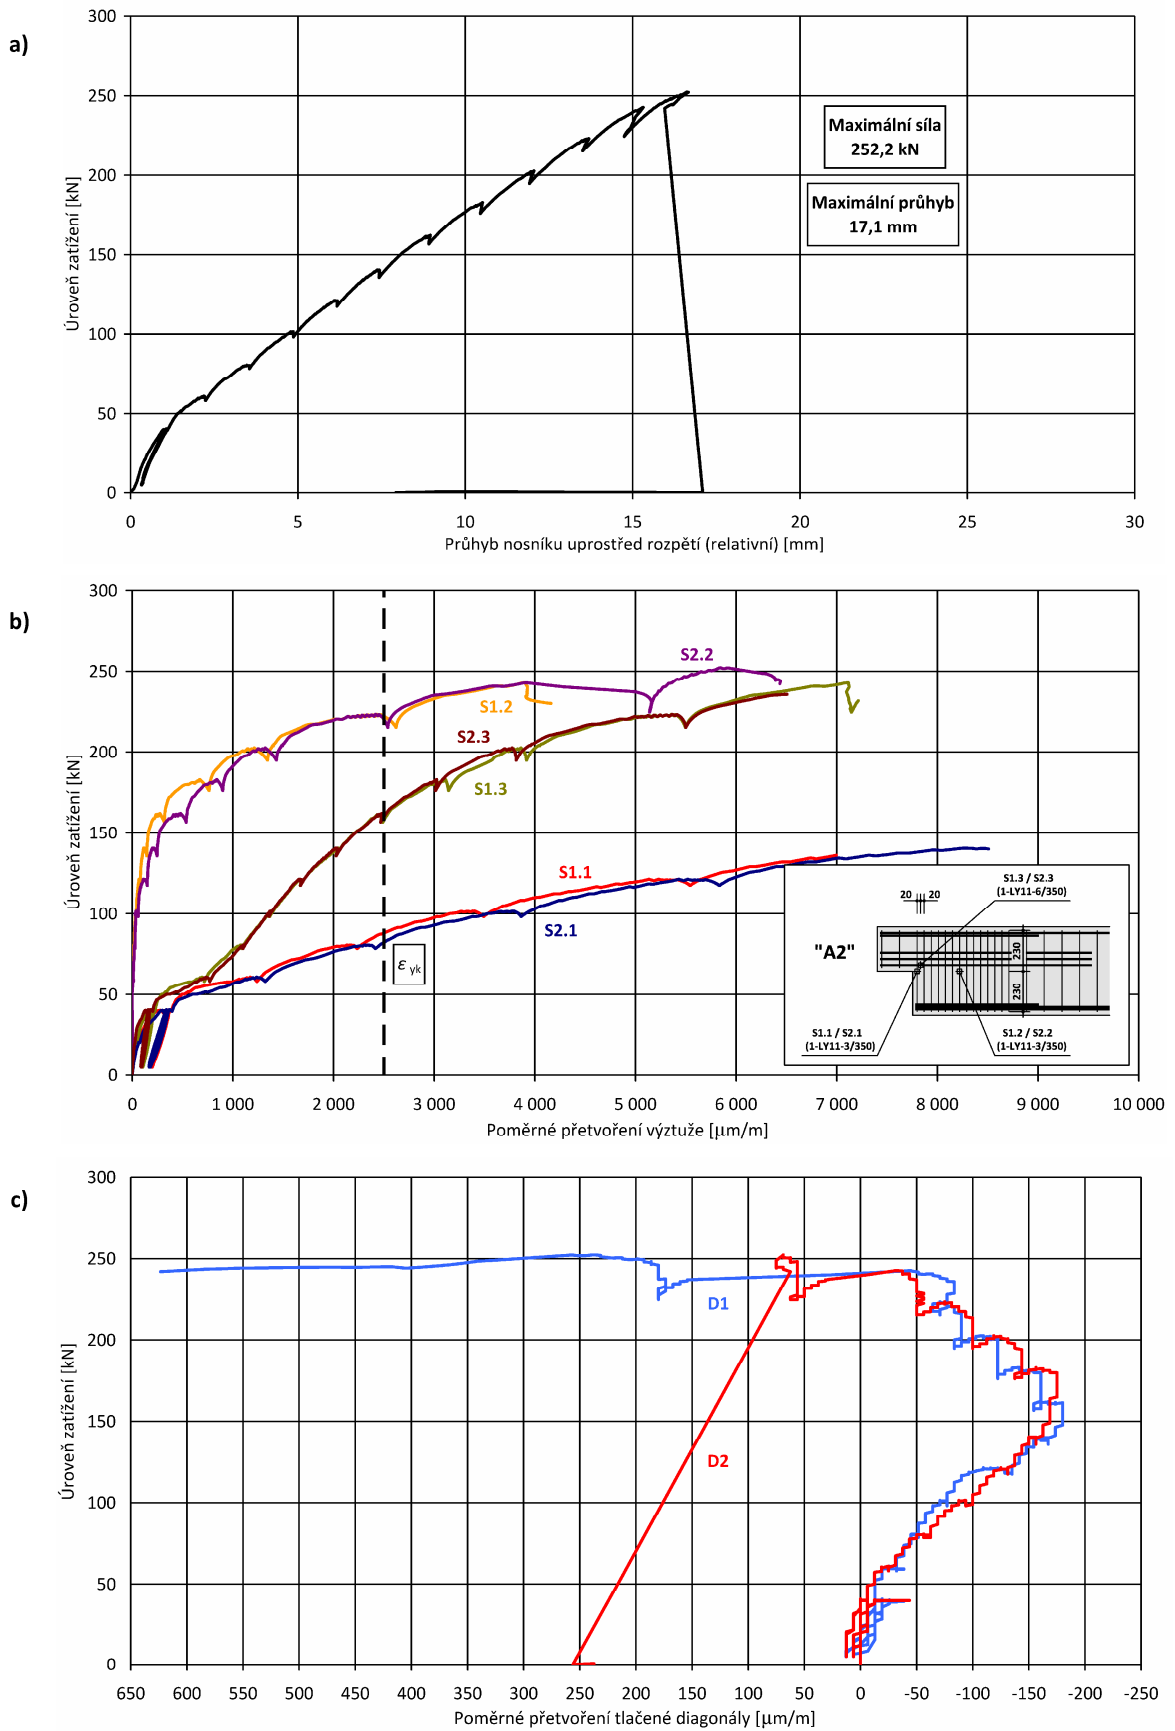 a)
300
250
200
150
100
50
0
Úroveň zatížení [kN]
Maximální síla
252,2 kN
Maximální průhyb
17,1 mm
0 5 10 15 20 25 30
Průhyb nosníku uprostřed rozpětí (relativní) [mm]
b)
300
250
200
150
100
50
0
Úroveň zatížení [kN]
S2.2
S1.2
S2.3
S1.3
S1.1
S2.1
ε yk
S1.3 / S2.3
(1-LY11-6/350)
20 20
"A2"
230
230
S1.1 / S2.1
(1-LY11-3/350)
S1.2 / S2.2
(1-LY11-3/350)
0 1 000 2 000 3 000 4 000 5 000 6 000 7 000 8 000 9 000 10 000
Poměrné přetvoření výztuže [μm/m]
c)
300
250
200
150
100
50
0
Úroveň zatížení [kN]
D1
D2
650 600 550 500 450 400 350 300 250 200 150 100 50 0 -50 -100 -150 -200 -250
Poměrné přetvoření tlačené diagonály [μm/m]